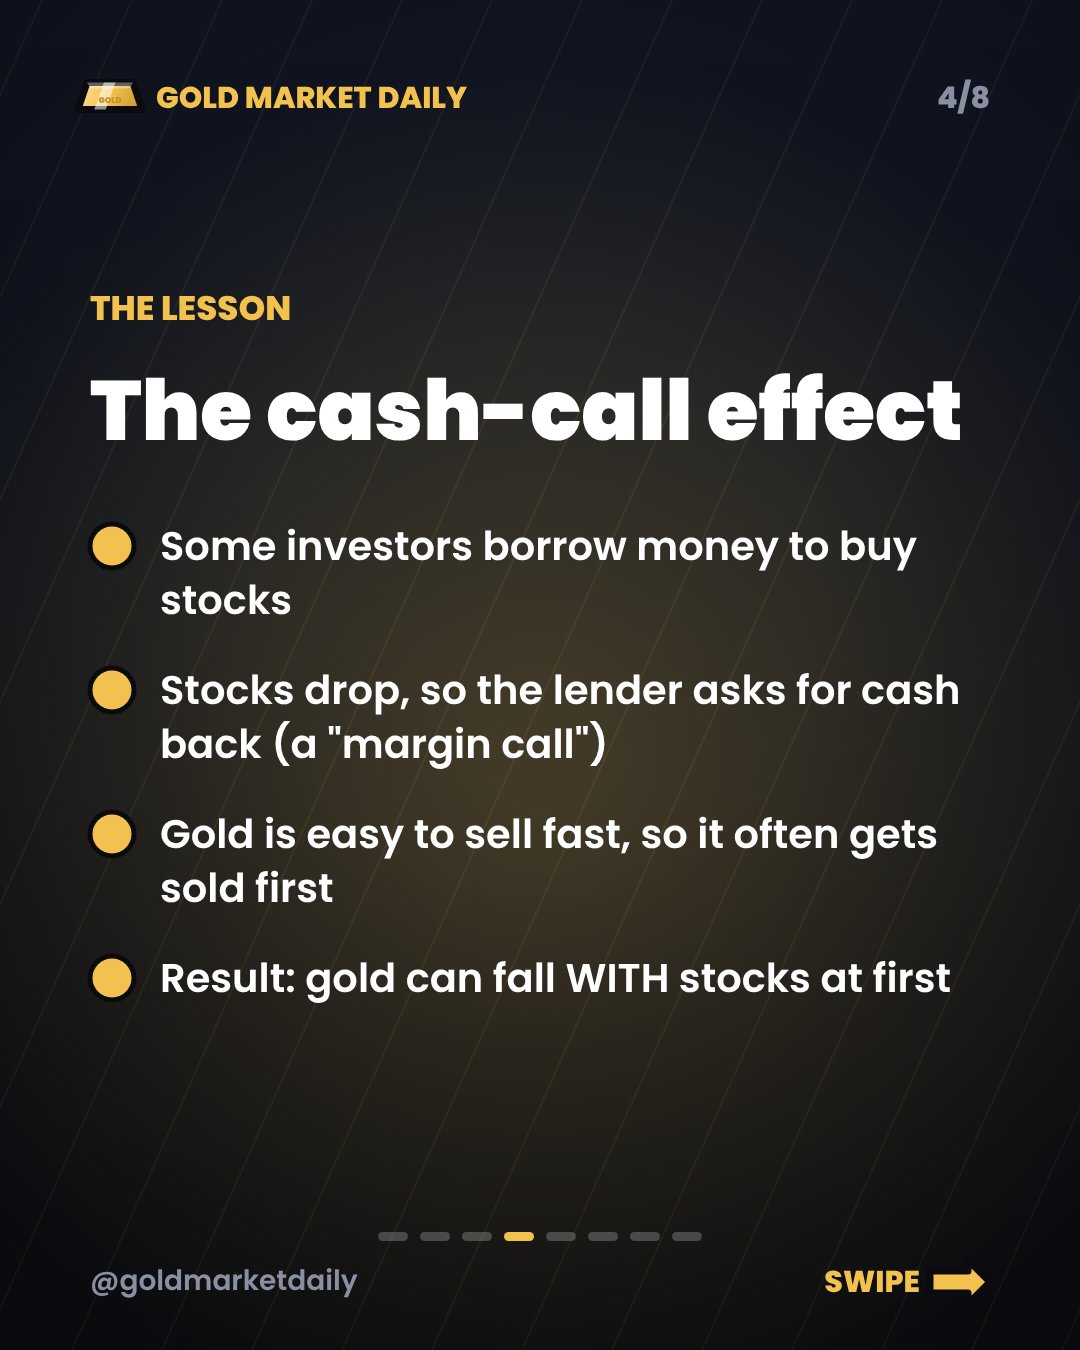 GOLD
GOLD MARKET DAILY
4/8
THE LESSON
The cash-call effect
Some investors borrow money to buy
stocks
Stocks drop, so the lender asks for cash
back (a "margin call")
Gold is easy to sell fast, so it often gets
sold first
Result: gold can fall WITH stocks at first
@goldmarketdaily
SWIPE